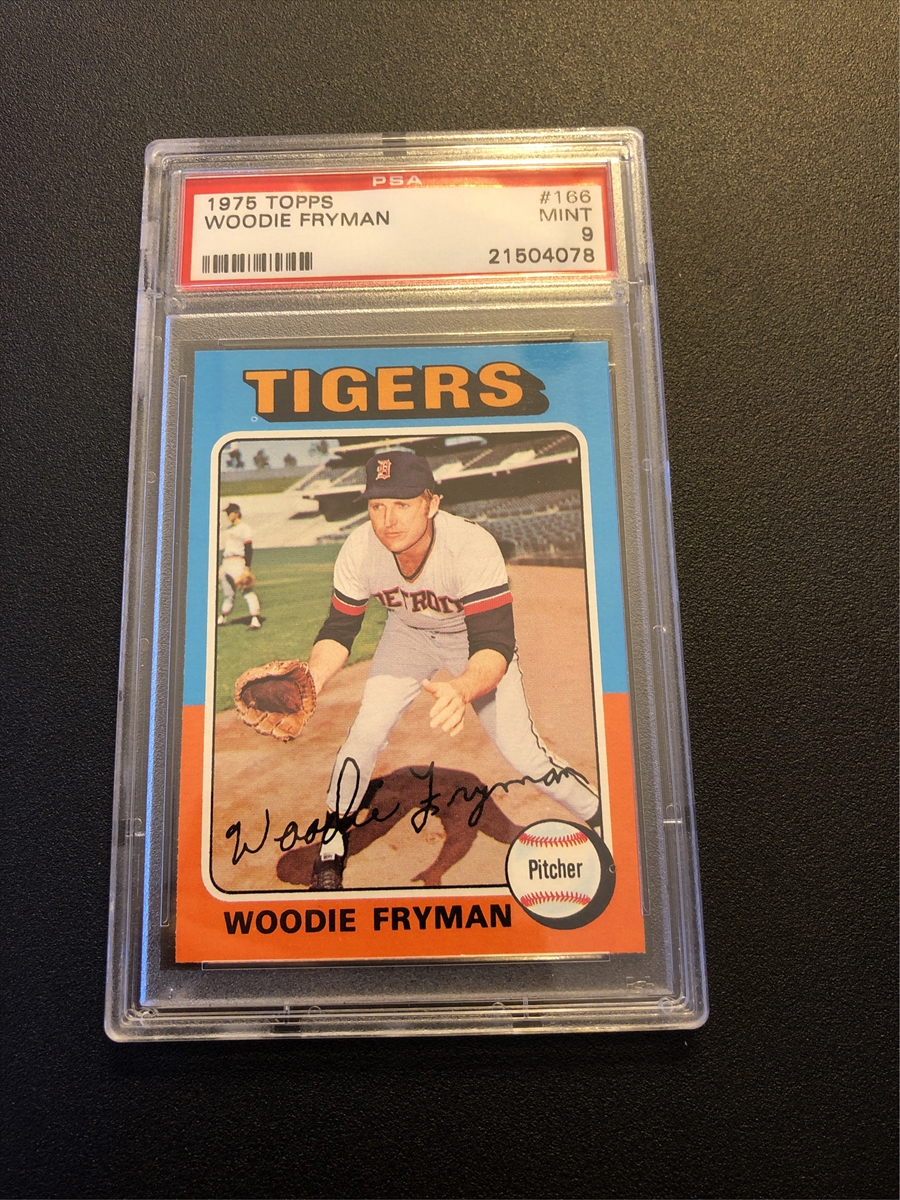 PSA
1975 TOPPS #166
WOODIE FRYMAN MINT
9
21504078
TIGERS
D
DETROIT
Woodie Fryman
Pitcher
WOODIE FRYMAN